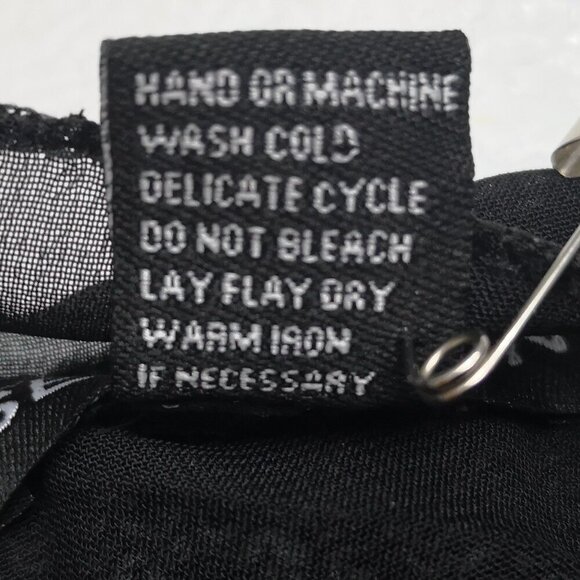 HAND OR MACHINE
WASH COLD
DELICATE CYCLE
DO NOT BLEACH
LAY FLAY DRY
WARM IRON
IF NECESSARY